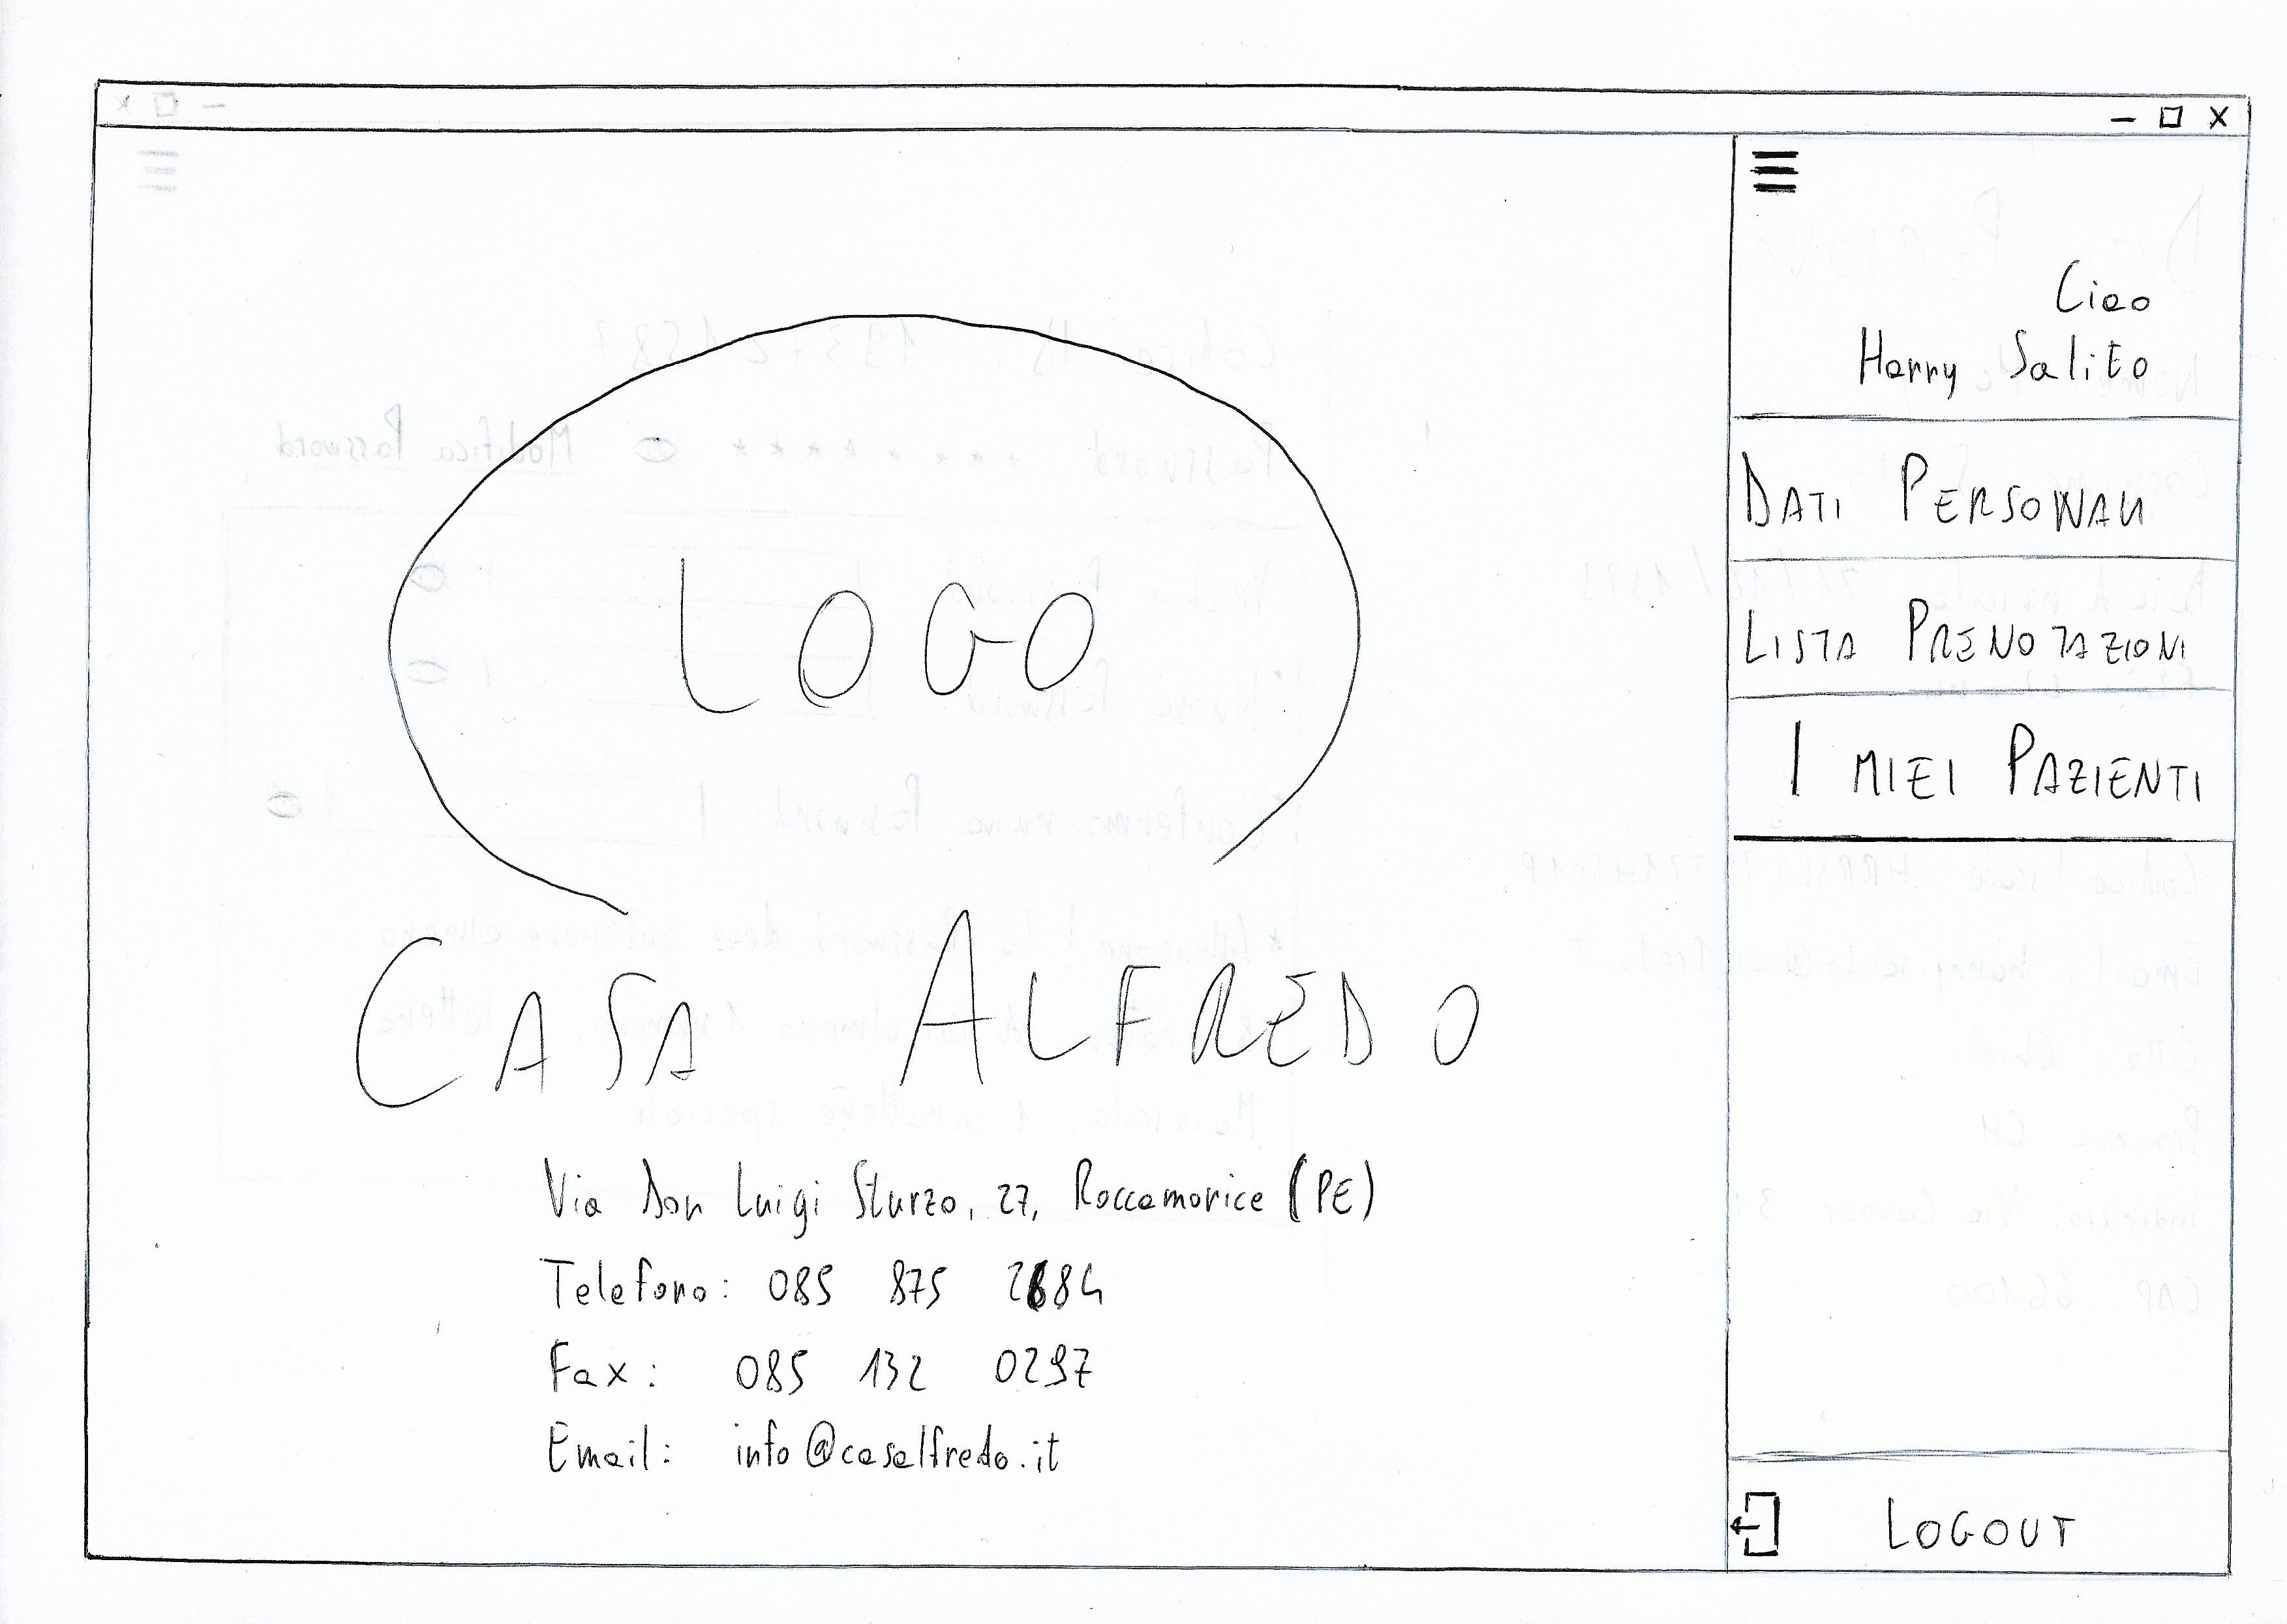 Ciao
Harry Salito
DATI PERSONALI
LISTA PRENOTAZIONI
I MIEI PAZIENTI
LOGO
CASA ALFREDO
Via Don Luigi Sturzo, 27, Roccamorice (PE)
Telefono: 085 875 2684
Fax: 085 132 0297
Email: info@casalfredo.it
LOGOUT